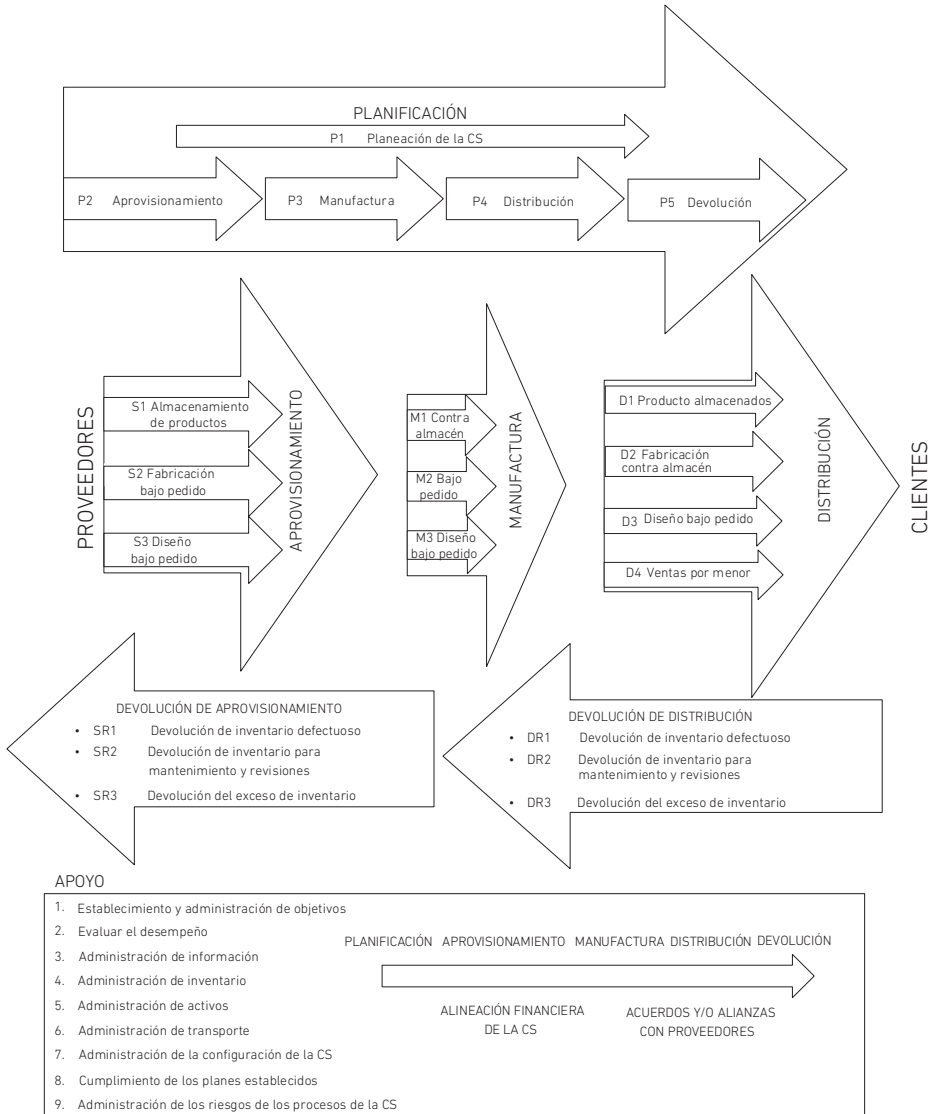 PLANIFICACIÓN
P1 Planeación de la CS
P2 Aprovisionamiento
P3 Manufactura
P4 Distribución
P5 Devolución
PROVEEDORES
S1 Almacenamiento
de productos
S2 Fabricación
bajo pedido
S3 Diseño
bajo pedido
APROVISIONAMIENTO
M1 Contra
almacén
M2 Bajo
pedido
M3 Diseño
bajo pedido
MANUFACTURA
D1 Producto almacenados
D2 Fabricación
contra almacén
D3 Diseño bajo pedido
D4 Ventas por menor
DISTRIBUCIÓN
CLIENTES
DEVOLUCIÓN DE APROVISIONAMIENTO
• SR1 Devolución de inventario defectuoso
• SR2 Devolución de inventario para
mantenimiento y revisiones
• SR3 Devolución del exceso de inventario
DEVOLUCIÓN DE DISTRIBUCIÓN
• DR1 Devolución de inventario defectuoso
• DR2 Devolución de inventario para
mantenimiento y revisiones
• DR3 Devolución del exceso de inventario
APOYO
1. Establecimiento y administración de objetivos
2. Evaluar el desempeño
3. Administración de información
4. Administración de inventario
5. Administración de activos
6. Administración de transporte
7. Administración de la configuración de la CS
8. Cumplimiento de los planes establecidos
9. Administración de los riesgos de los procesos de la CS
PLANIFICACIÓN APROVISIONAMIENTO MANUFACTURA DISTRIBUCIÓN DEVOLUCIÓN
ALINEACIÓN FINANCIERA
DE LA CS
ACUERDOS Y/O ALIANZAS
CON PROVEEDORES